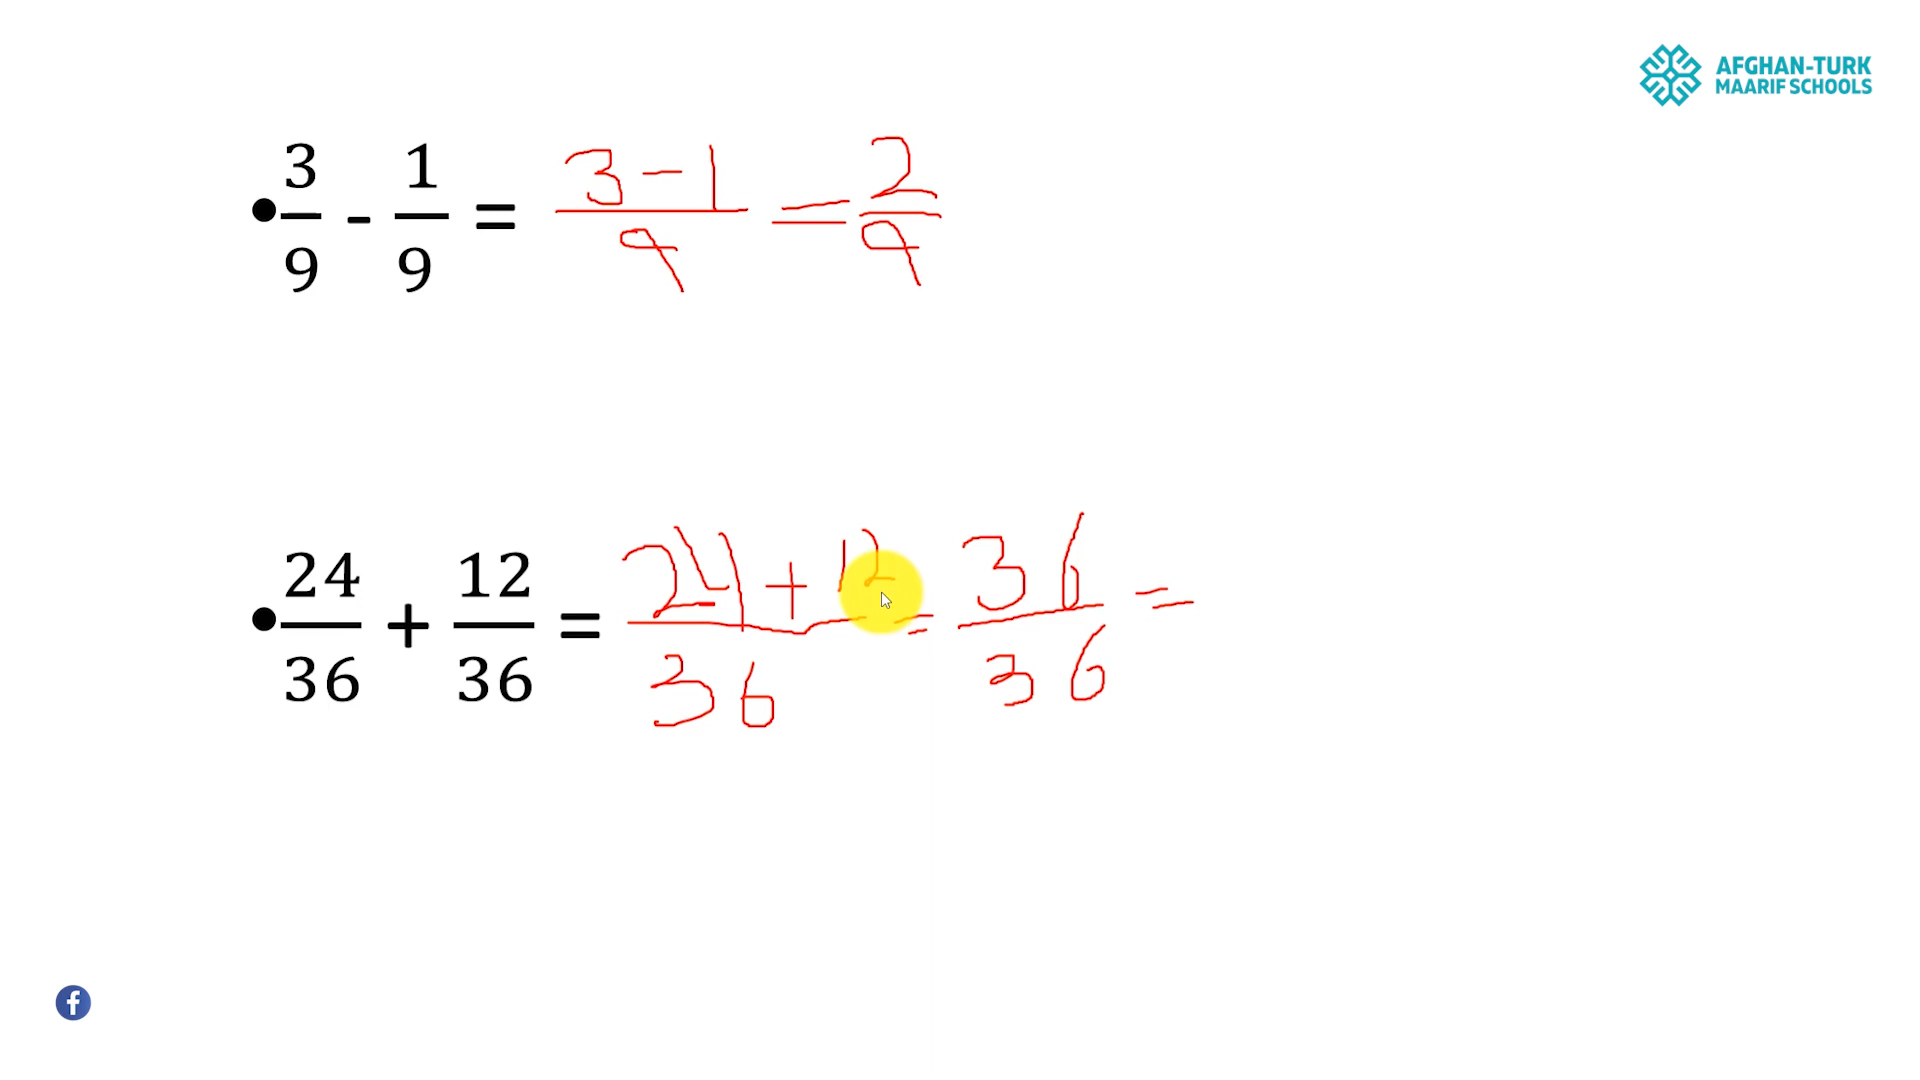 AFGHAN-TURK
MAARIF SCHOOLS
• 3/9 - 1/9 = 3-1/9 = 2/9
• 24/36 + 12/36 = 24+12/36 = 36/36 =
f